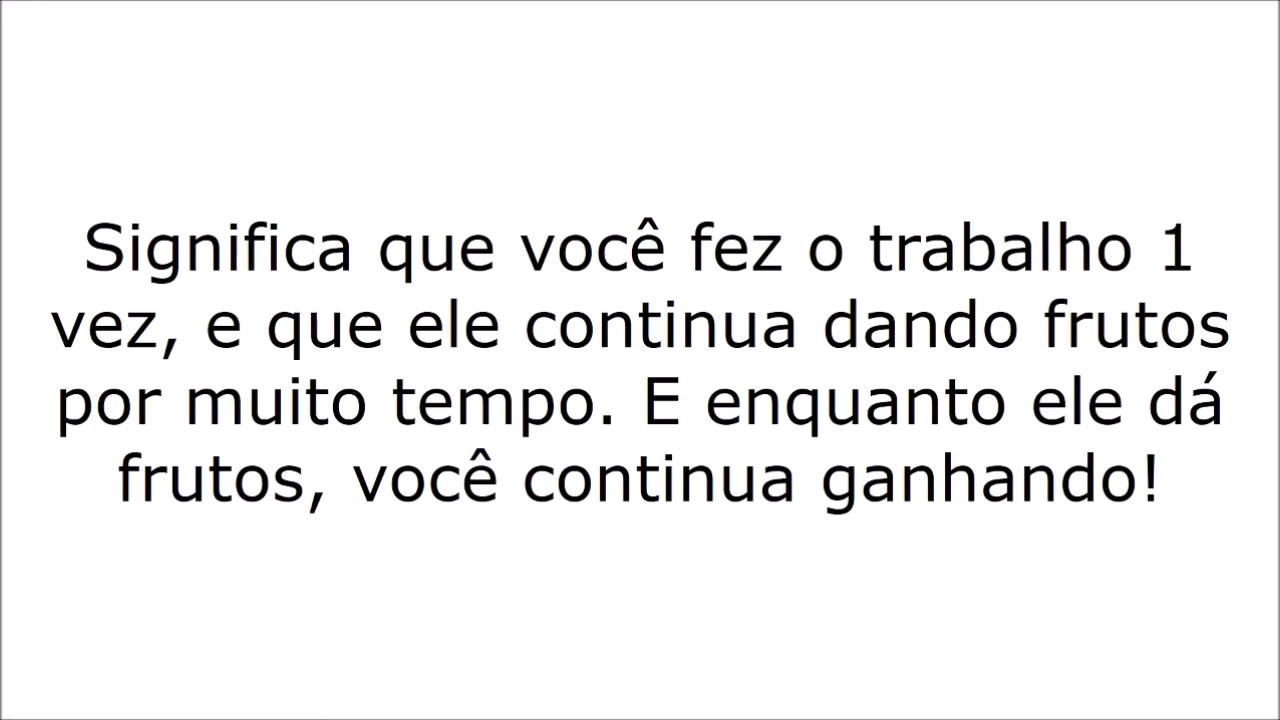 Significa que você fez o trabalho 1
vez, e que ele continua dando frutos
por muito tempo. E enquanto ele dá
frutos, você continua ganhando!